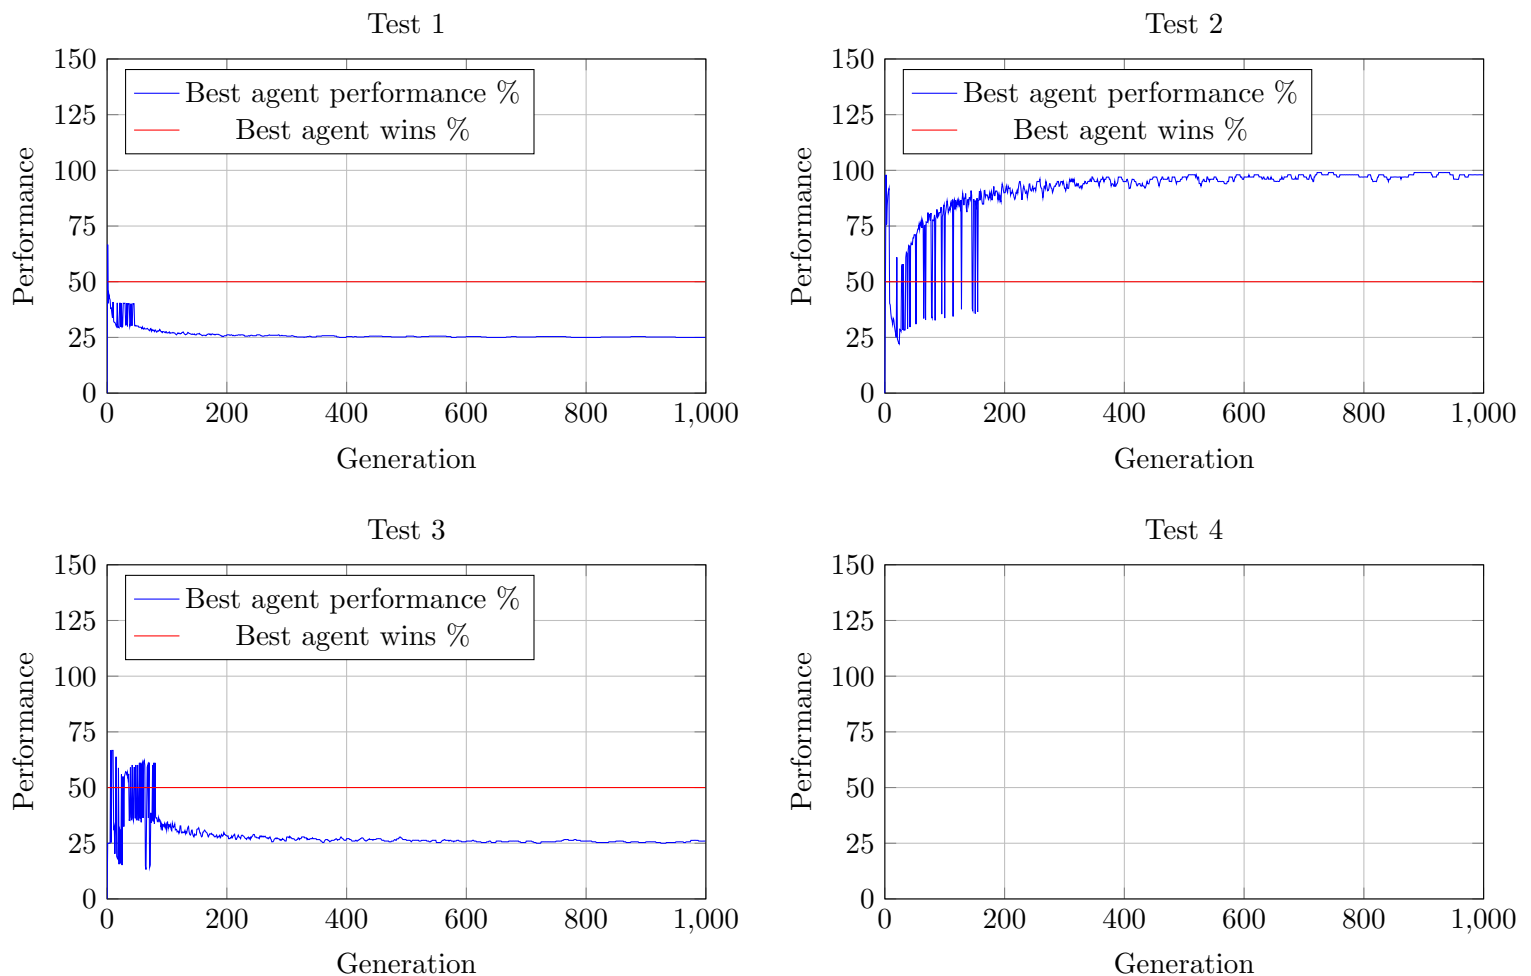 Test 1
150
125
100
75
50
25
0
Performance
Best agent performance %
Best agent wins %
0 200 400 600 800 1,000
Generation
Test 2
150
125
100
75
50
25
0
Performance
Best agent performance %
Best agent wins %
0 200 400 600 800 1,000
Generation
Test 3
150
125
100
75
50
25
0
Performance
Best agent performance %
Best agent wins %
0 200 400 600 800 1,000
Generation
Test 4
150
125
100
75
50
25
0
Performance
0 200 400 600 800 1,000
Generation